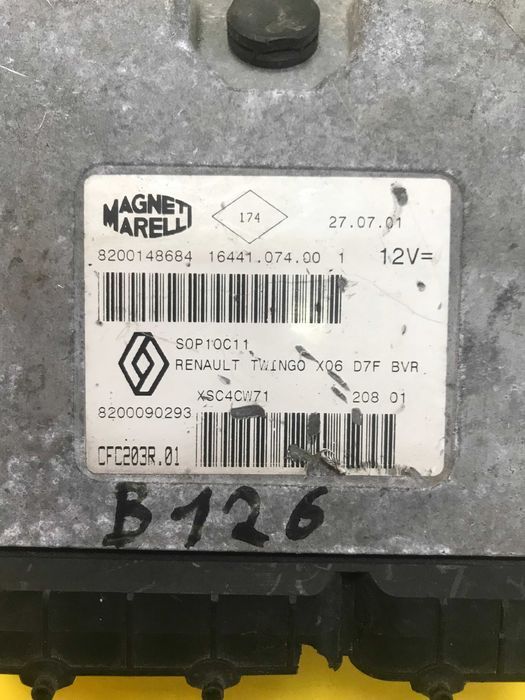 MAGNETI
MARELLI
174
27.07.01
8200148684 16441.074.00 1 12V=
S0P10C11
RENAULT TWINGO X06 D7F BVR
XSC4CW71 208 01
8200090293
CFC203R.01
B126